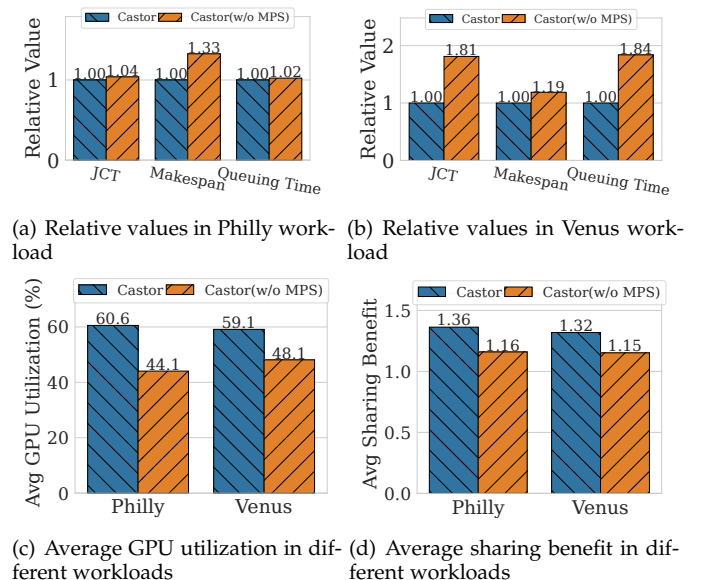 Castor Castor(w/o MPS)
Relative Value
1
0
1.00 1.04 1.00 1.33 1.00 1.02
JCT Makespan Queuing Time
(a) Relative values in Philly work-
load
Castor Castor(w/o MPS)
Relative Value
2
1
0
1.00 1.81 1.00 1.19 1.00 1.84
JCT Makespan Queuing Time
(b) Relative values in Venus work-
load
Castor Castor(w/o MPS)
Avg GPU Utilization (%)
60
40
20
0
60.6 44.1 59.1 48.1
Philly Venus
(c) Average GPU utilization in dif-
ferent workloads
Castor Castor(w/o MPS)
Avg Sharing Benefit
1.5
1.0
0.5
0.0
1.36 1.16 1.32 1.15
Philly Venus
(d) Average sharing benefit in dif-
ferent workloads